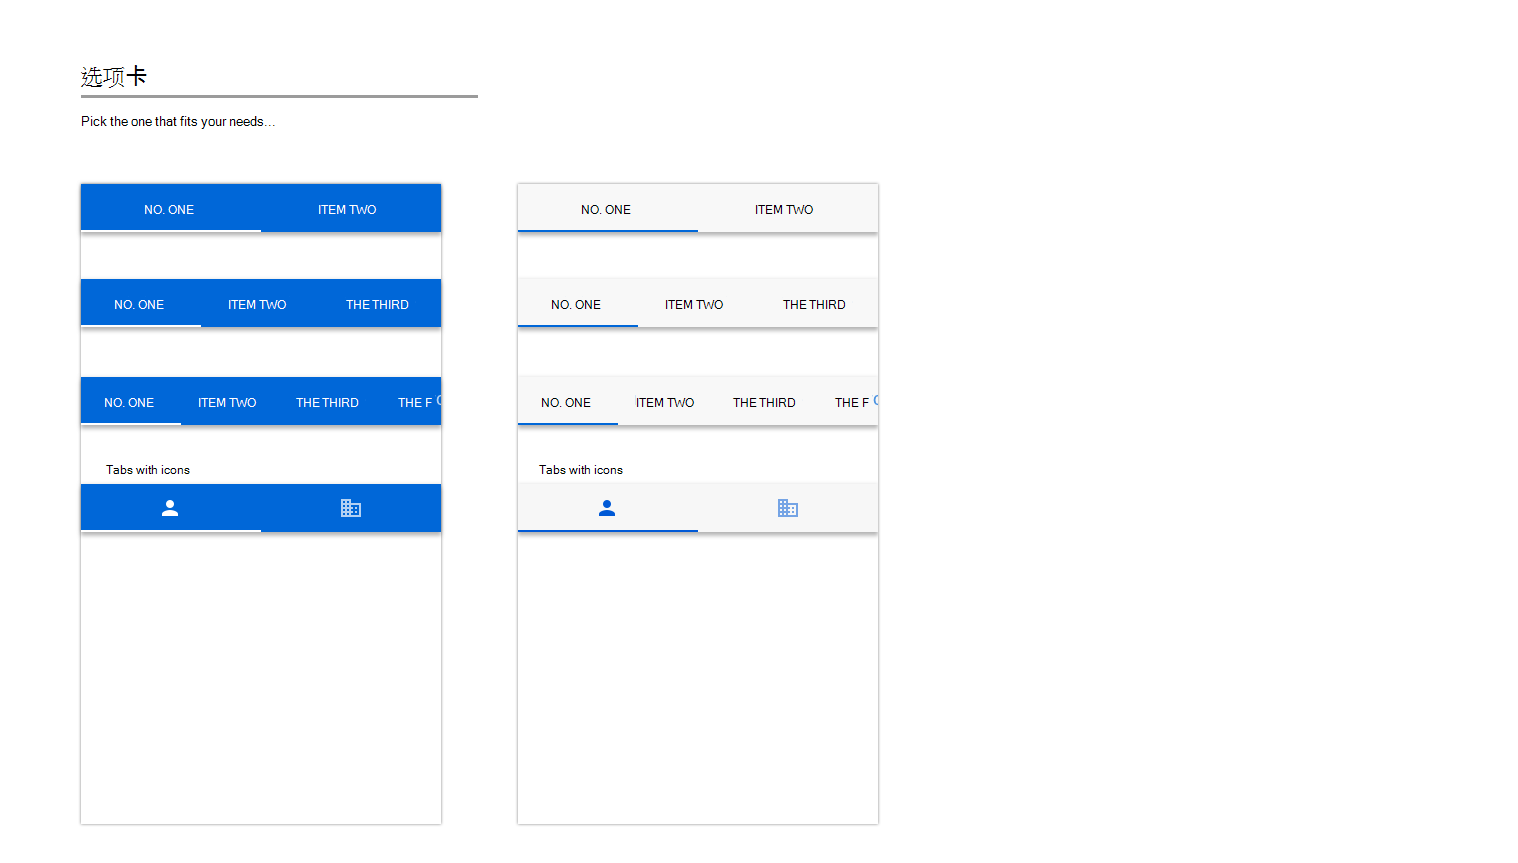 选项卡
Pick the one that fits your needs...
NO. ONE ITEM TWO
NO. ONE ITEM TWO THE THIRD
NO. ONE ITEM TWO THE THIRD THE F
Tabs with icons
NO. ONE ITEM TWO
NO. ONE ITEM TWO THE THIRD
NO. ONE ITEM TWO THE THIRD THE F
Tabs with icons